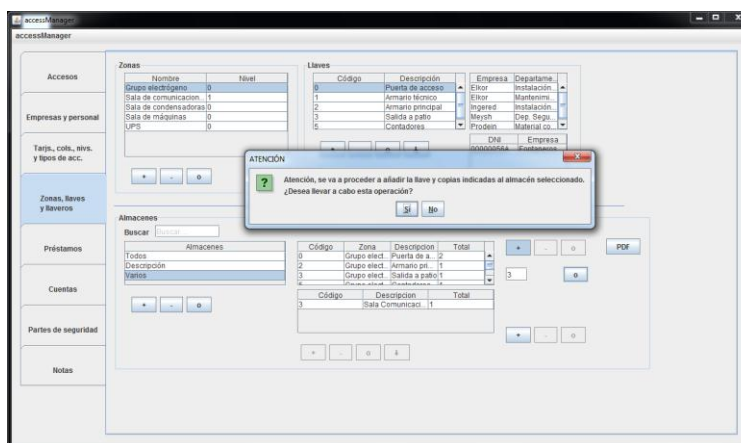 accessManager
accessManager
Accesos
Empresas y personal
Tarjs., cols., nivs.
y tipos de acc.
Zonas, llaves
y llaveros
Préstamos
Cuentas
Partes de seguridad
Notas
Zonas
Nombre Nivel
Grupo electrógeno 0
Sala de comunicacion... 1
Sala de condensadoras 0
Sala de máquinas 0
UPS 0
+ - o
Llaves
Código Descripción
0 Puerta de acceso
1 Armario técnico
2 Armario principal
3 Salida a patio
5 Contadores
Empresa Departame...
Elkor Instalación...
Elkor Mantenimi...
Ingered Instalación...
Meysh Dep. Segu...
Prodein Material co...
DNI Empresa
ATENCIÓN
Atención, se va a proceder a añadir la llave y copias indicadas al almacén seleccionado.
¿Desea llevar a cabo esta operación?
Sí No
Almacenes
Buscar Buscar...
Almacenes
Todos
Descripción
Varios
+ - o
Código Zona Descripcion Total
0 Grupo elect... Puerta de a... 2
2 Grupo elect... Armario pri... 1
3 Grupo elect... Salida a patio 1
Código Descripcion Total
3 Sala Comunicaci... 1
+ - o
+ - o PDF
3 o
+ - o